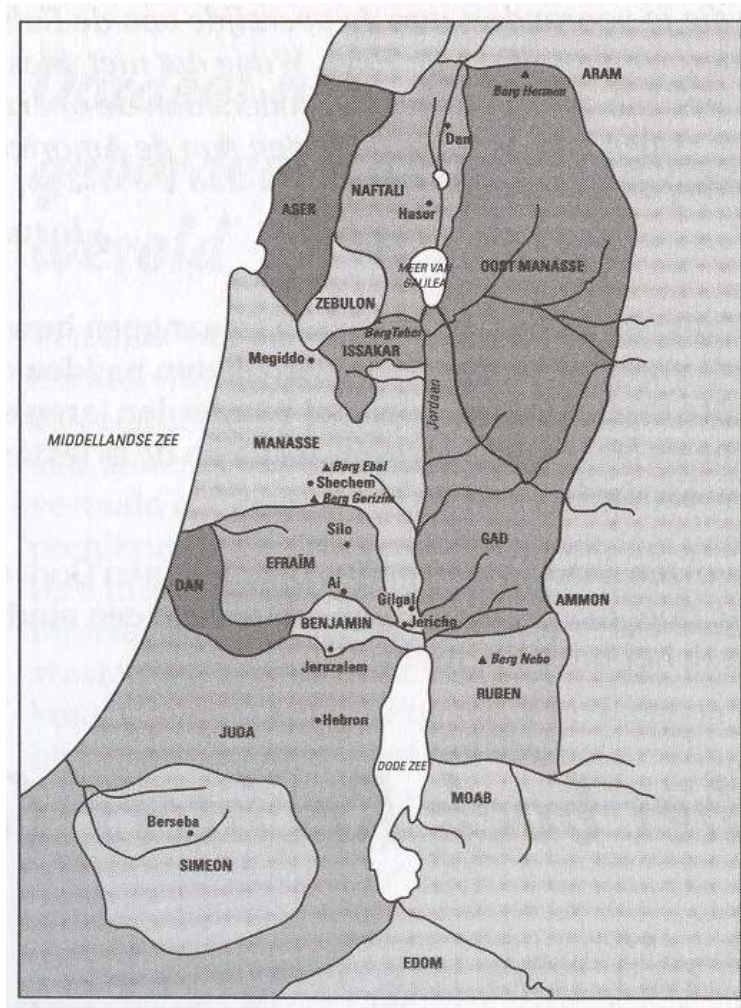 ARAM
Berg Hermon
Dan
NAFTALI
ASER
Hasor
MEER VAN
GALILEA
OOST MANASSE
ZEBULON
Berg Tabor
ISSAKAR
Megiddo
Jordaan
MIDDELLANDSE ZEE
MANASSE
Berg Ebal
Shechem
Berg Gerizim
Silo
GAD
EFRAÏM
DAN
Ai
Gilgal
AMMON
BENJAMIN
Jericho
Jeruzalem
Berg Nebo
RUBEN
Hebron
JUDA
DODE ZEE
MOAB
Berseba
SIMEON
EDOM